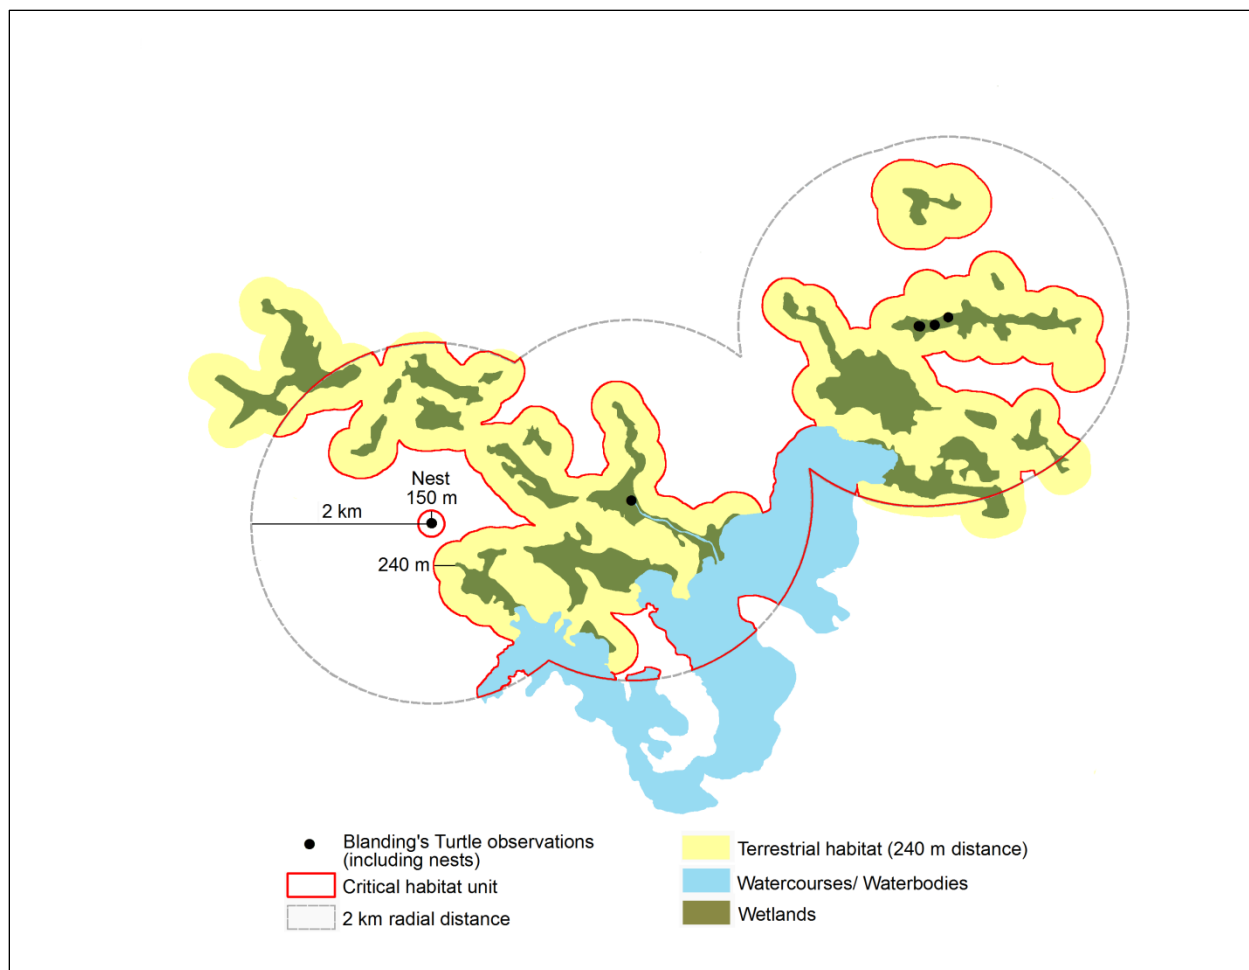 Nest
150 m
2 km
240 m
Blanding's Turtle observations
(including nests)
Critical habitat unit
2 km radial distance
Terrestrial habitat (240 m distance)
Watercourses/ Waterbodies
Wetlands